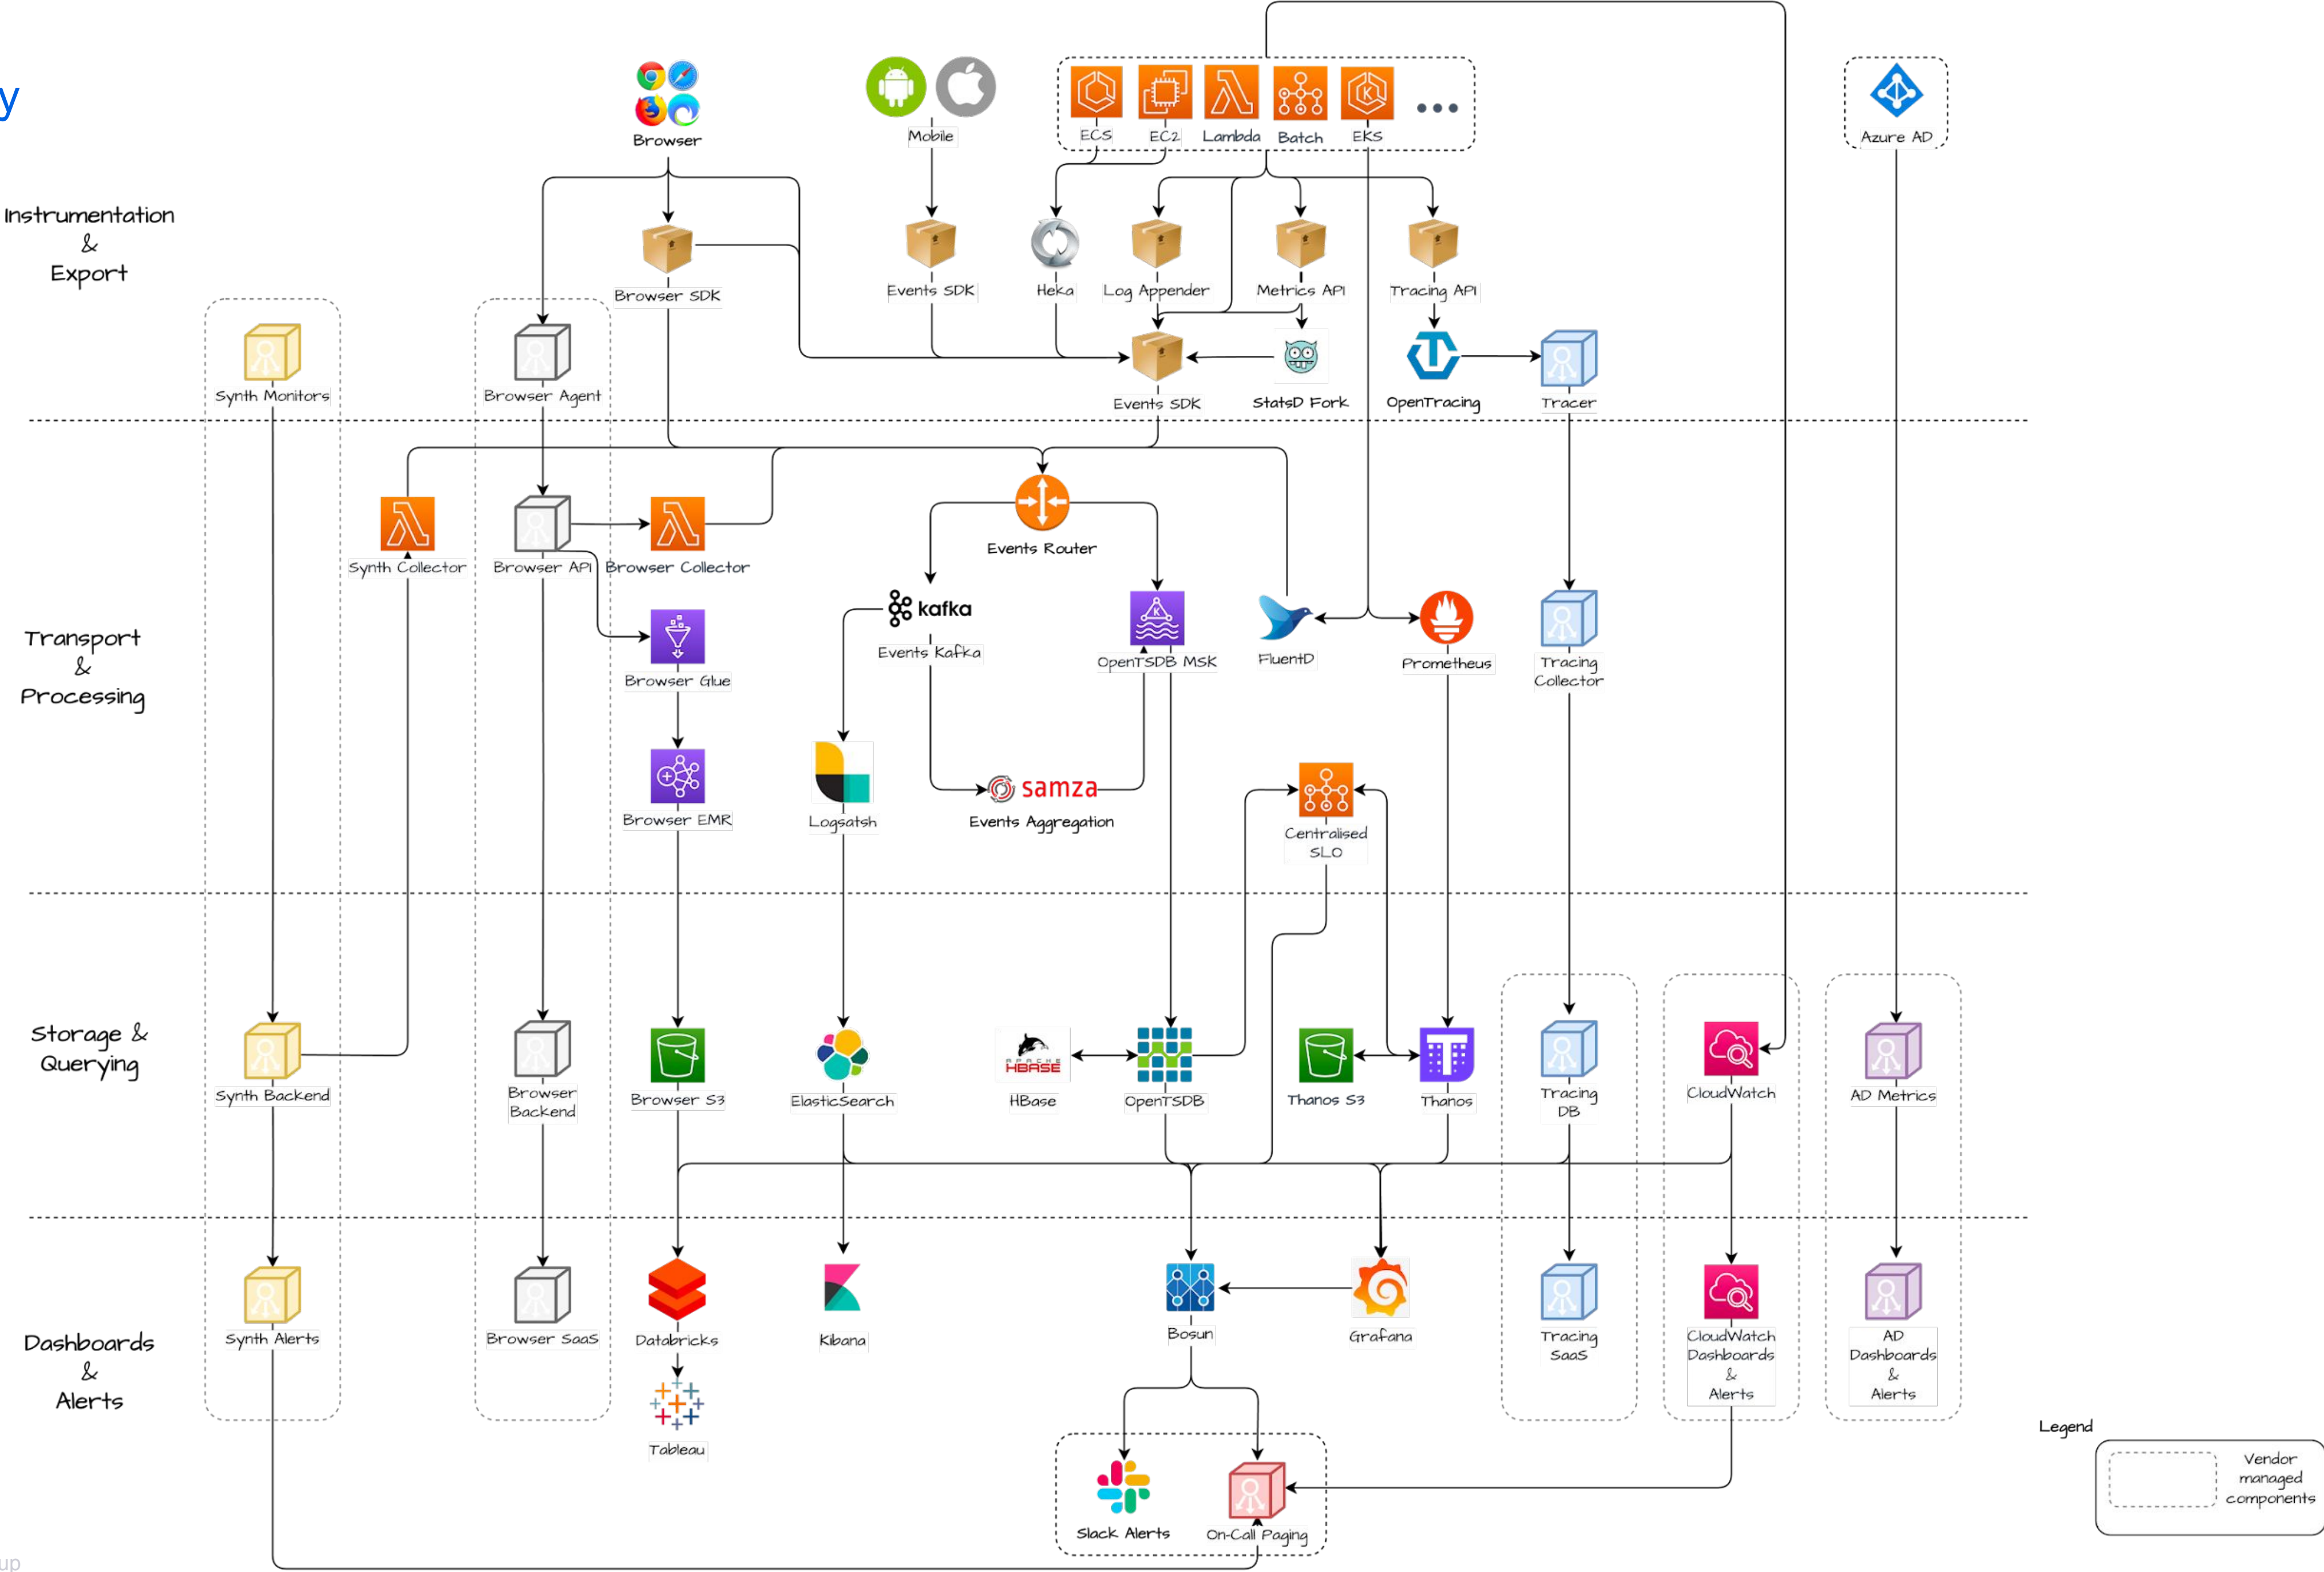 y
Browser
Mobile
ECS
EC2
Lambda
Batch
EKS
Azure AD
Instrumentation
&
Export
Browser SDK
Events SDK
Heka
Log Appender
Metrics API
Tracing API
Synth Monitors
Browser Agent
Events SDK
StatsD Fork
OpenTracing
Tracer
Synth Collector
Browser API
Browser Collector
Events Router
Transport
&
Processing
kafka
Events Kafka
OpenTSDB MSK
FluentD
Prometheus
Tracing
Collector
Browser Glue
Browser EMR
Logsatsh
samza
Events Aggregation
Centralised
SLO
Storage &
Querying
Synth Backend
Browser
Backend
Browser S3
ElasticSearch
APACHE
HBASE
HBase
OpenTSDB
Thanos S3
Thanos
Tracing
DB
CloudWatch
AD Metrics
Dashboards
&
Alerts
Synth Alerts
Browser SaaS
Databricks
Kibana
Bosun
Grafana
Tracing
SaaS
CloudWatch
Dashboards
&
Alerts
AD
Dashboards
&
Alerts
Tableau
Slack Alerts
On-Call Paging
Legend
Vendor
managed
components
up